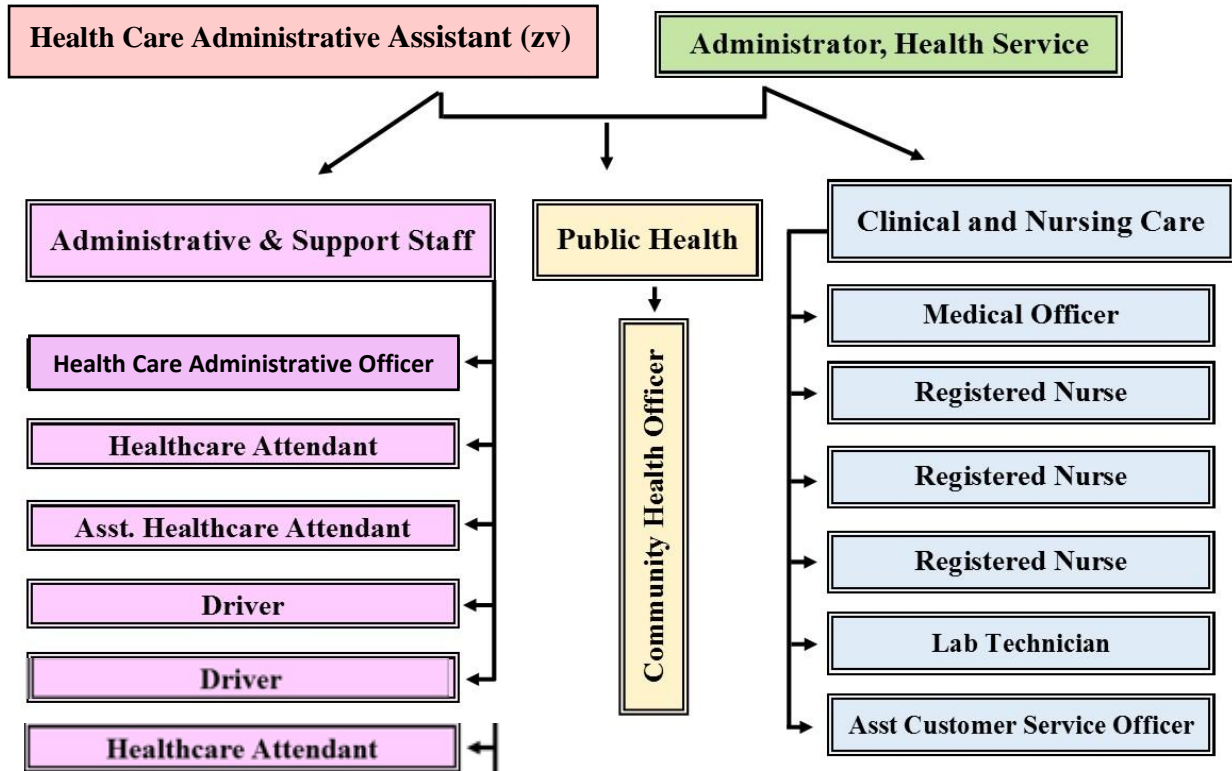 Health Care Administrative Assistant (zv)
Administrator, Health Service
Administrative & Support Staff
Health Care Administrative Officer
Healthcare Attendant
Asst. Healthcare Attendant
Driver
Driver
Healthcare Attendant
Public Health
Community Health Officer
Clinical and Nursing Care
Medical Officer
Registered Nurse
Registered Nurse
Registered Nurse
Lab Technician
Asst Customer Service Officer